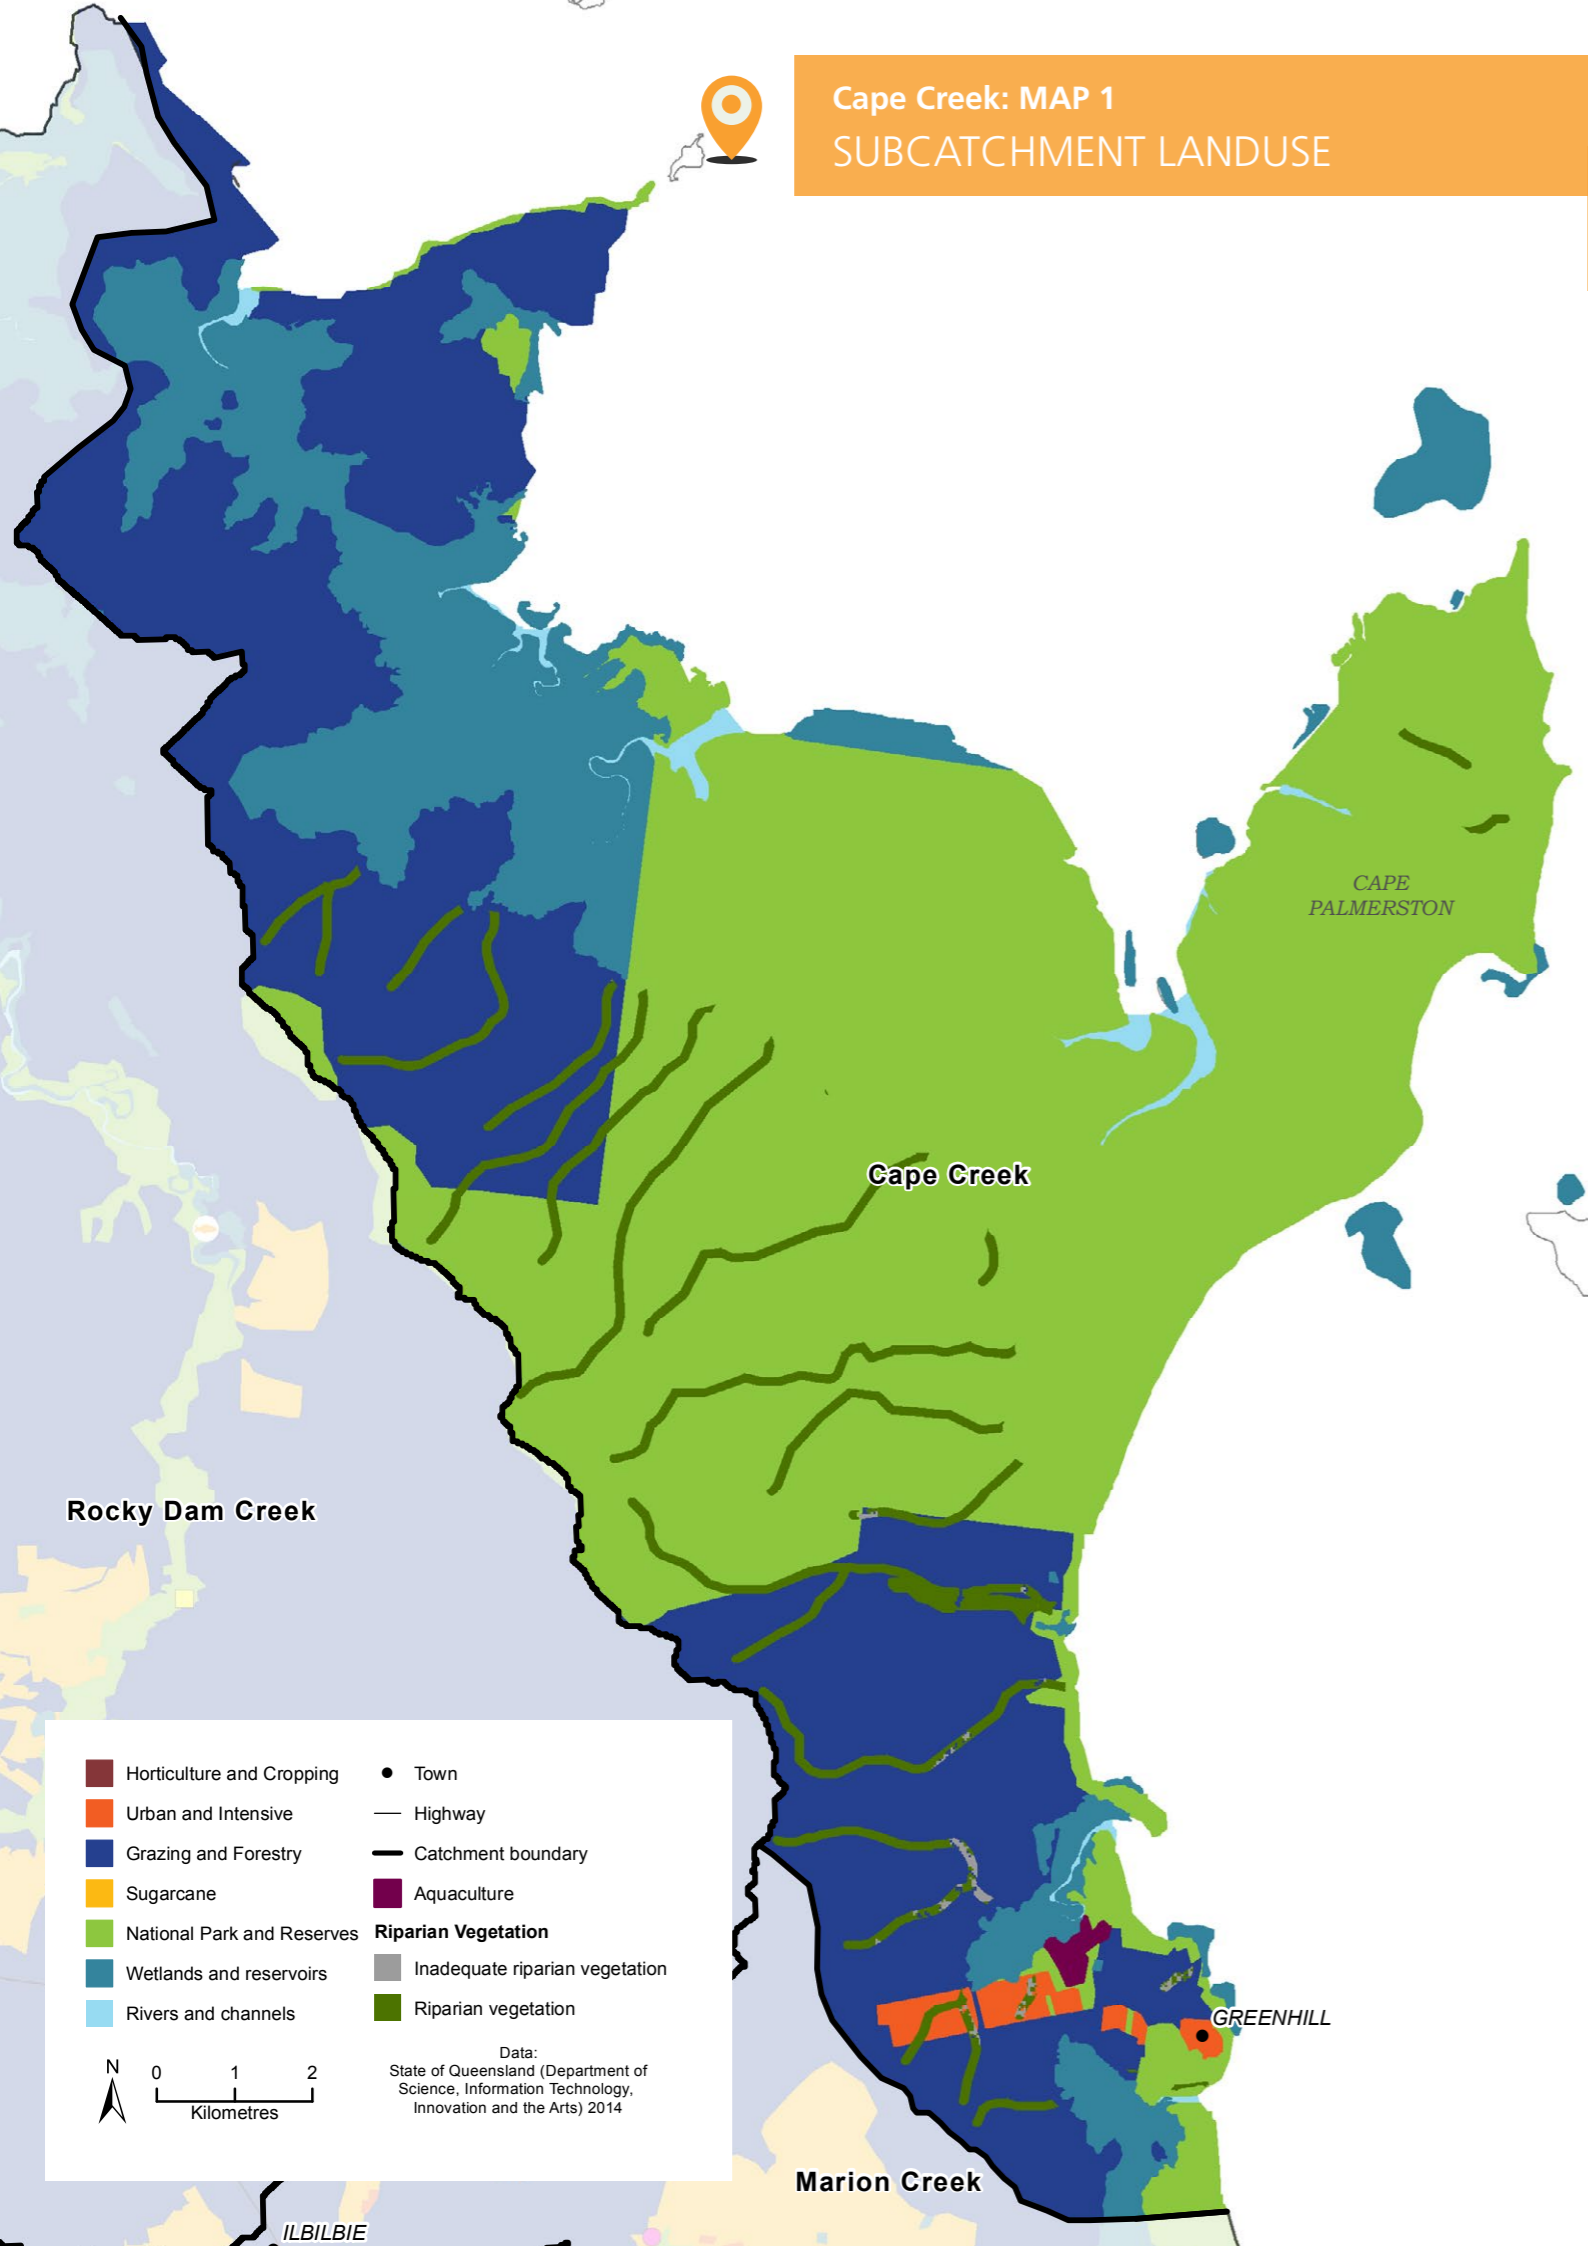 Cape Creek: MAP 1
SUBCATCHMENT LANDUSE
CAPE
PALMERSTON
Cape Creek
Rocky Dam Creek
Horticulture and Cropping
Urban and Intensive
Grazing and Forestry
Sugarcane
National Park and Reserves
Wetlands and reservoirs
Rivers and channels
Town
Highway
Catchment boundary
Aquaculture
Riparian Vegetation
Inadequate riparian vegetation
Riparian vegetation
N
0 1 2
Kilometres
Data:
State of Queensland (Department of
Science, Information Technology,
Innovation and the Arts) 2014
GREENHILL
Marion Creek
ILBILBIE